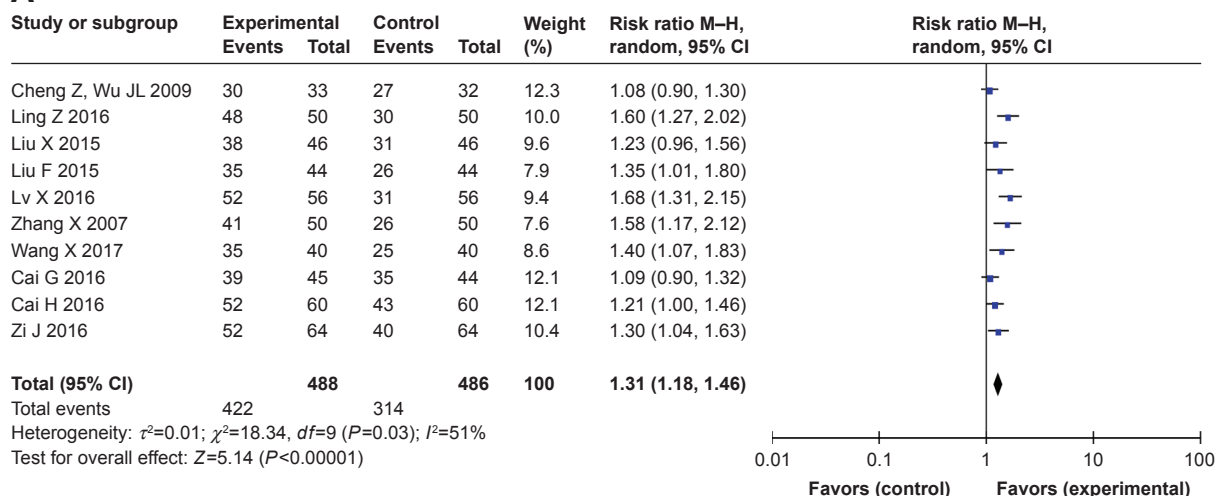 Study or subgroup Experimental Control Weight Risk ratio M–H, Risk ratio M–H,
Events Total Events Total (%) random, 95% CI random, 95% CI
Cheng Z, Wu JL 2009 30 33 27 32 12.3 1.08 (0.90, 1.30)
Ling Z 2016 48 50 30 50 10.0 1.60 (1.27, 2.02)
Liu X 2015 38 46 31 46 9.6 1.23 (0.96, 1.56)
Liu F 2015 35 44 26 44 7.9 1.35 (1.01, 1.80)
Lv X 2016 52 56 31 56 9.4 1.68 (1.31, 2.15)
Zhang X 2007 41 50 26 50 7.6 1.58 (1.17, 2.12)
Wang X 2017 35 40 25 40 8.6 1.40 (1.07, 1.83)
Cai G 2016 39 45 35 44 12.1 1.09 (0.90, 1.32)
Cai H 2016 52 60 43 60 12.1 1.21 (1.00, 1.46)
Zi J 2016 52 64 40 64 10.4 1.30 (1.04, 1.63)
Total (95% CI) 488 486 100 1.31 (1.18, 1.46)
Total events 422 314
Heterogeneity: τ²=0.01; χ²=18.34, df=9 (P=0.03); I²=51%
Test for overall effect: Z=5.14 (P<0.00001)
0.01 0.1 1 10 100
Favors (control) Favors (experimental)